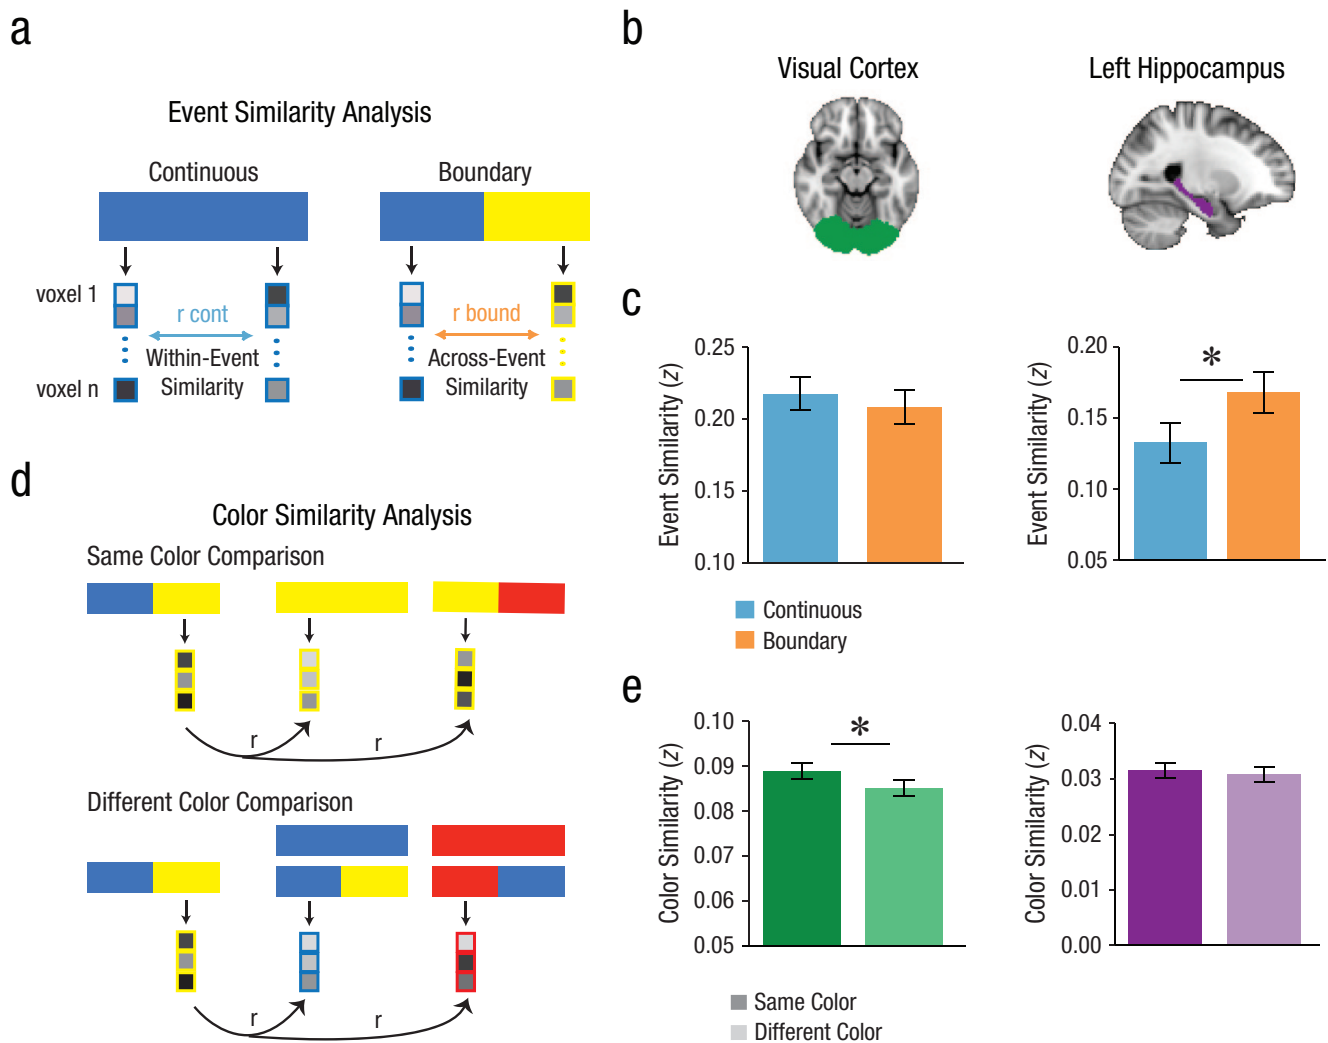 a
Event Similarity Analysis
Continuous
Boundary
voxel 1
r cont
r bound
Within-Event
Similarity
Across-Event
Similarity
voxel n
b
Visual Cortex
Left Hippocampus
c
Event Similarity (z)
0.25
0.20
0.15
0.10
Event Similarity (z)
0.20
0.15
0.10
0.05
*
Continuous
Boundary
d
Color Similarity Analysis
Same Color Comparison
r
r
Different Color Comparison
r
r
e
Color Similarity (z)
0.10
0.09
0.08
0.07
0.06
0.05
*
Color Similarity (z)
0.04
0.03
0.02
0.01
0.00
Same Color
Different Color